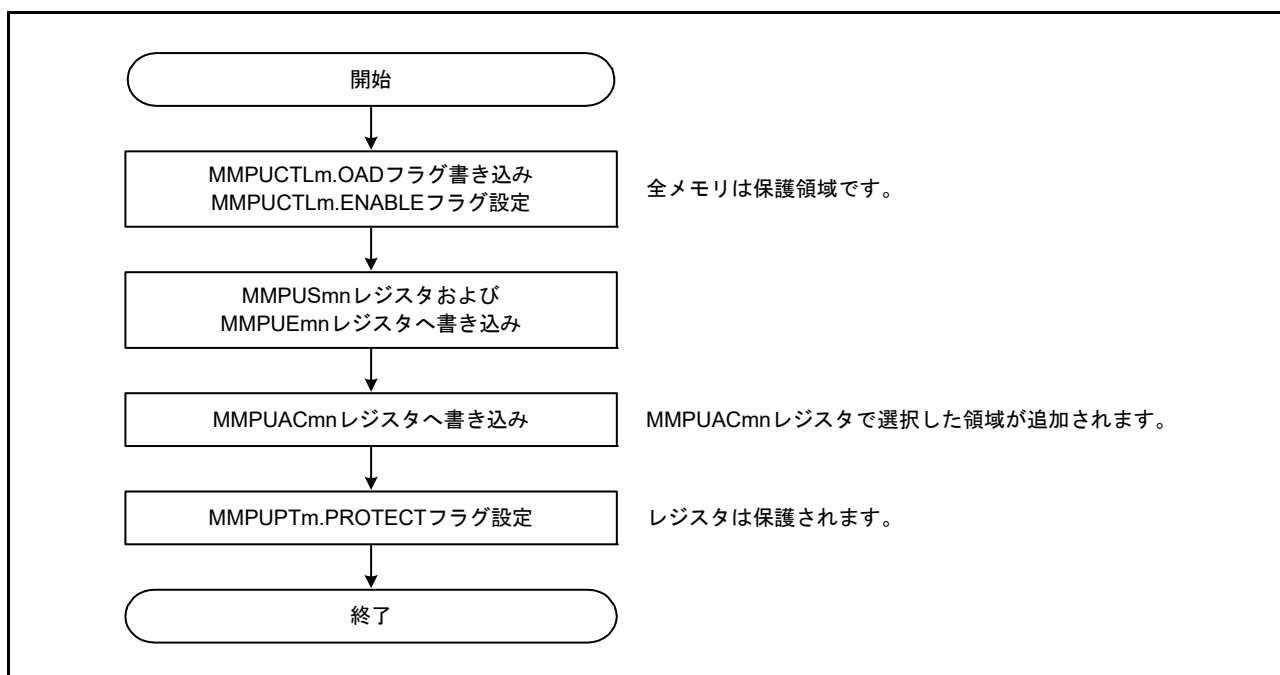 開始
MMPUCTLm.OADフラグ書き込み
MMPUCTLm.ENABLEフラグ設定
全メモリは保護領域です。
MMPUSmnレジスタおよび
MMPUEmnレジスタへ書き込み
MMPUACmnレジスタへ書き込み
MMPUACmnレジスタで選択した領域が追加されます。
MMPUPTm.PROTECTフラグ設定
レジスタは保護されます。
終了